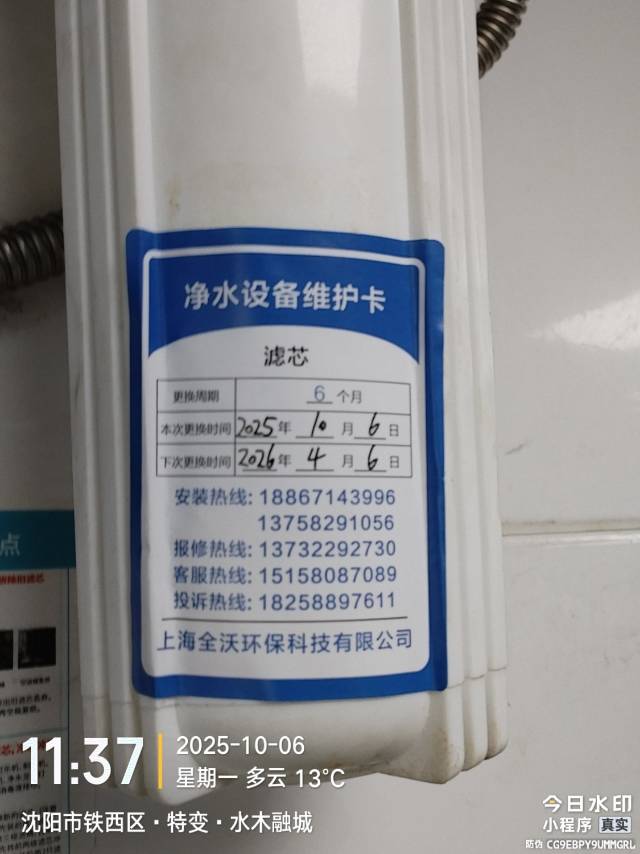 净水设备维护卡
滤芯
更换周期 6 个月
本次更换时间 2025年 10 月 6 日
下次更换时间 2026年 4 月 6 日
安装热线: 18867143996
13758291056
报修热线: 13732292730
客服热线: 15158087089
投诉热线: 18258897611
上海全沃环保科技有限公司
点
11:37
2025-10-06
星期一 多云 13°C
沈阳市铁西区·特变·水木融城
今日水印
小程序 真实
防伪 CG9EBPY9UMMGRL